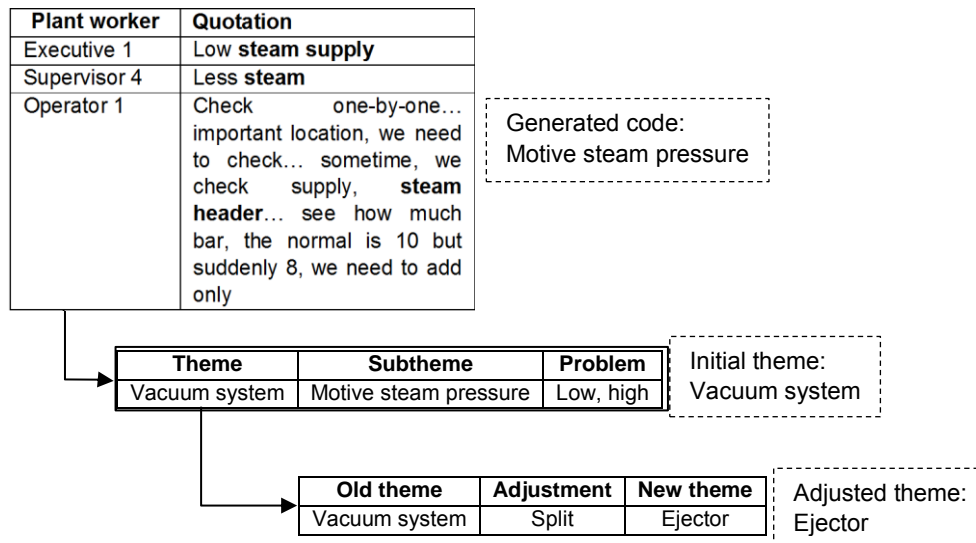 Plant worker Quotation
Executive 1 Low steam supply
Supervisor 4 Less steam
Operator 1 Check one-by-one…
important location, we need
to check… sometime, we
check supply, steam
header… see how much
bar, the normal is 10 but
suddenly 8, we need to add
only
Generated code:
Motive steam pressure
Theme Subtheme Problem
Vacuum system Motive steam pressure Low, high
Initial theme:
Vacuum system
Old theme Adjustment New theme
Vacuum system Split Ejector
Adjusted theme:
Ejector